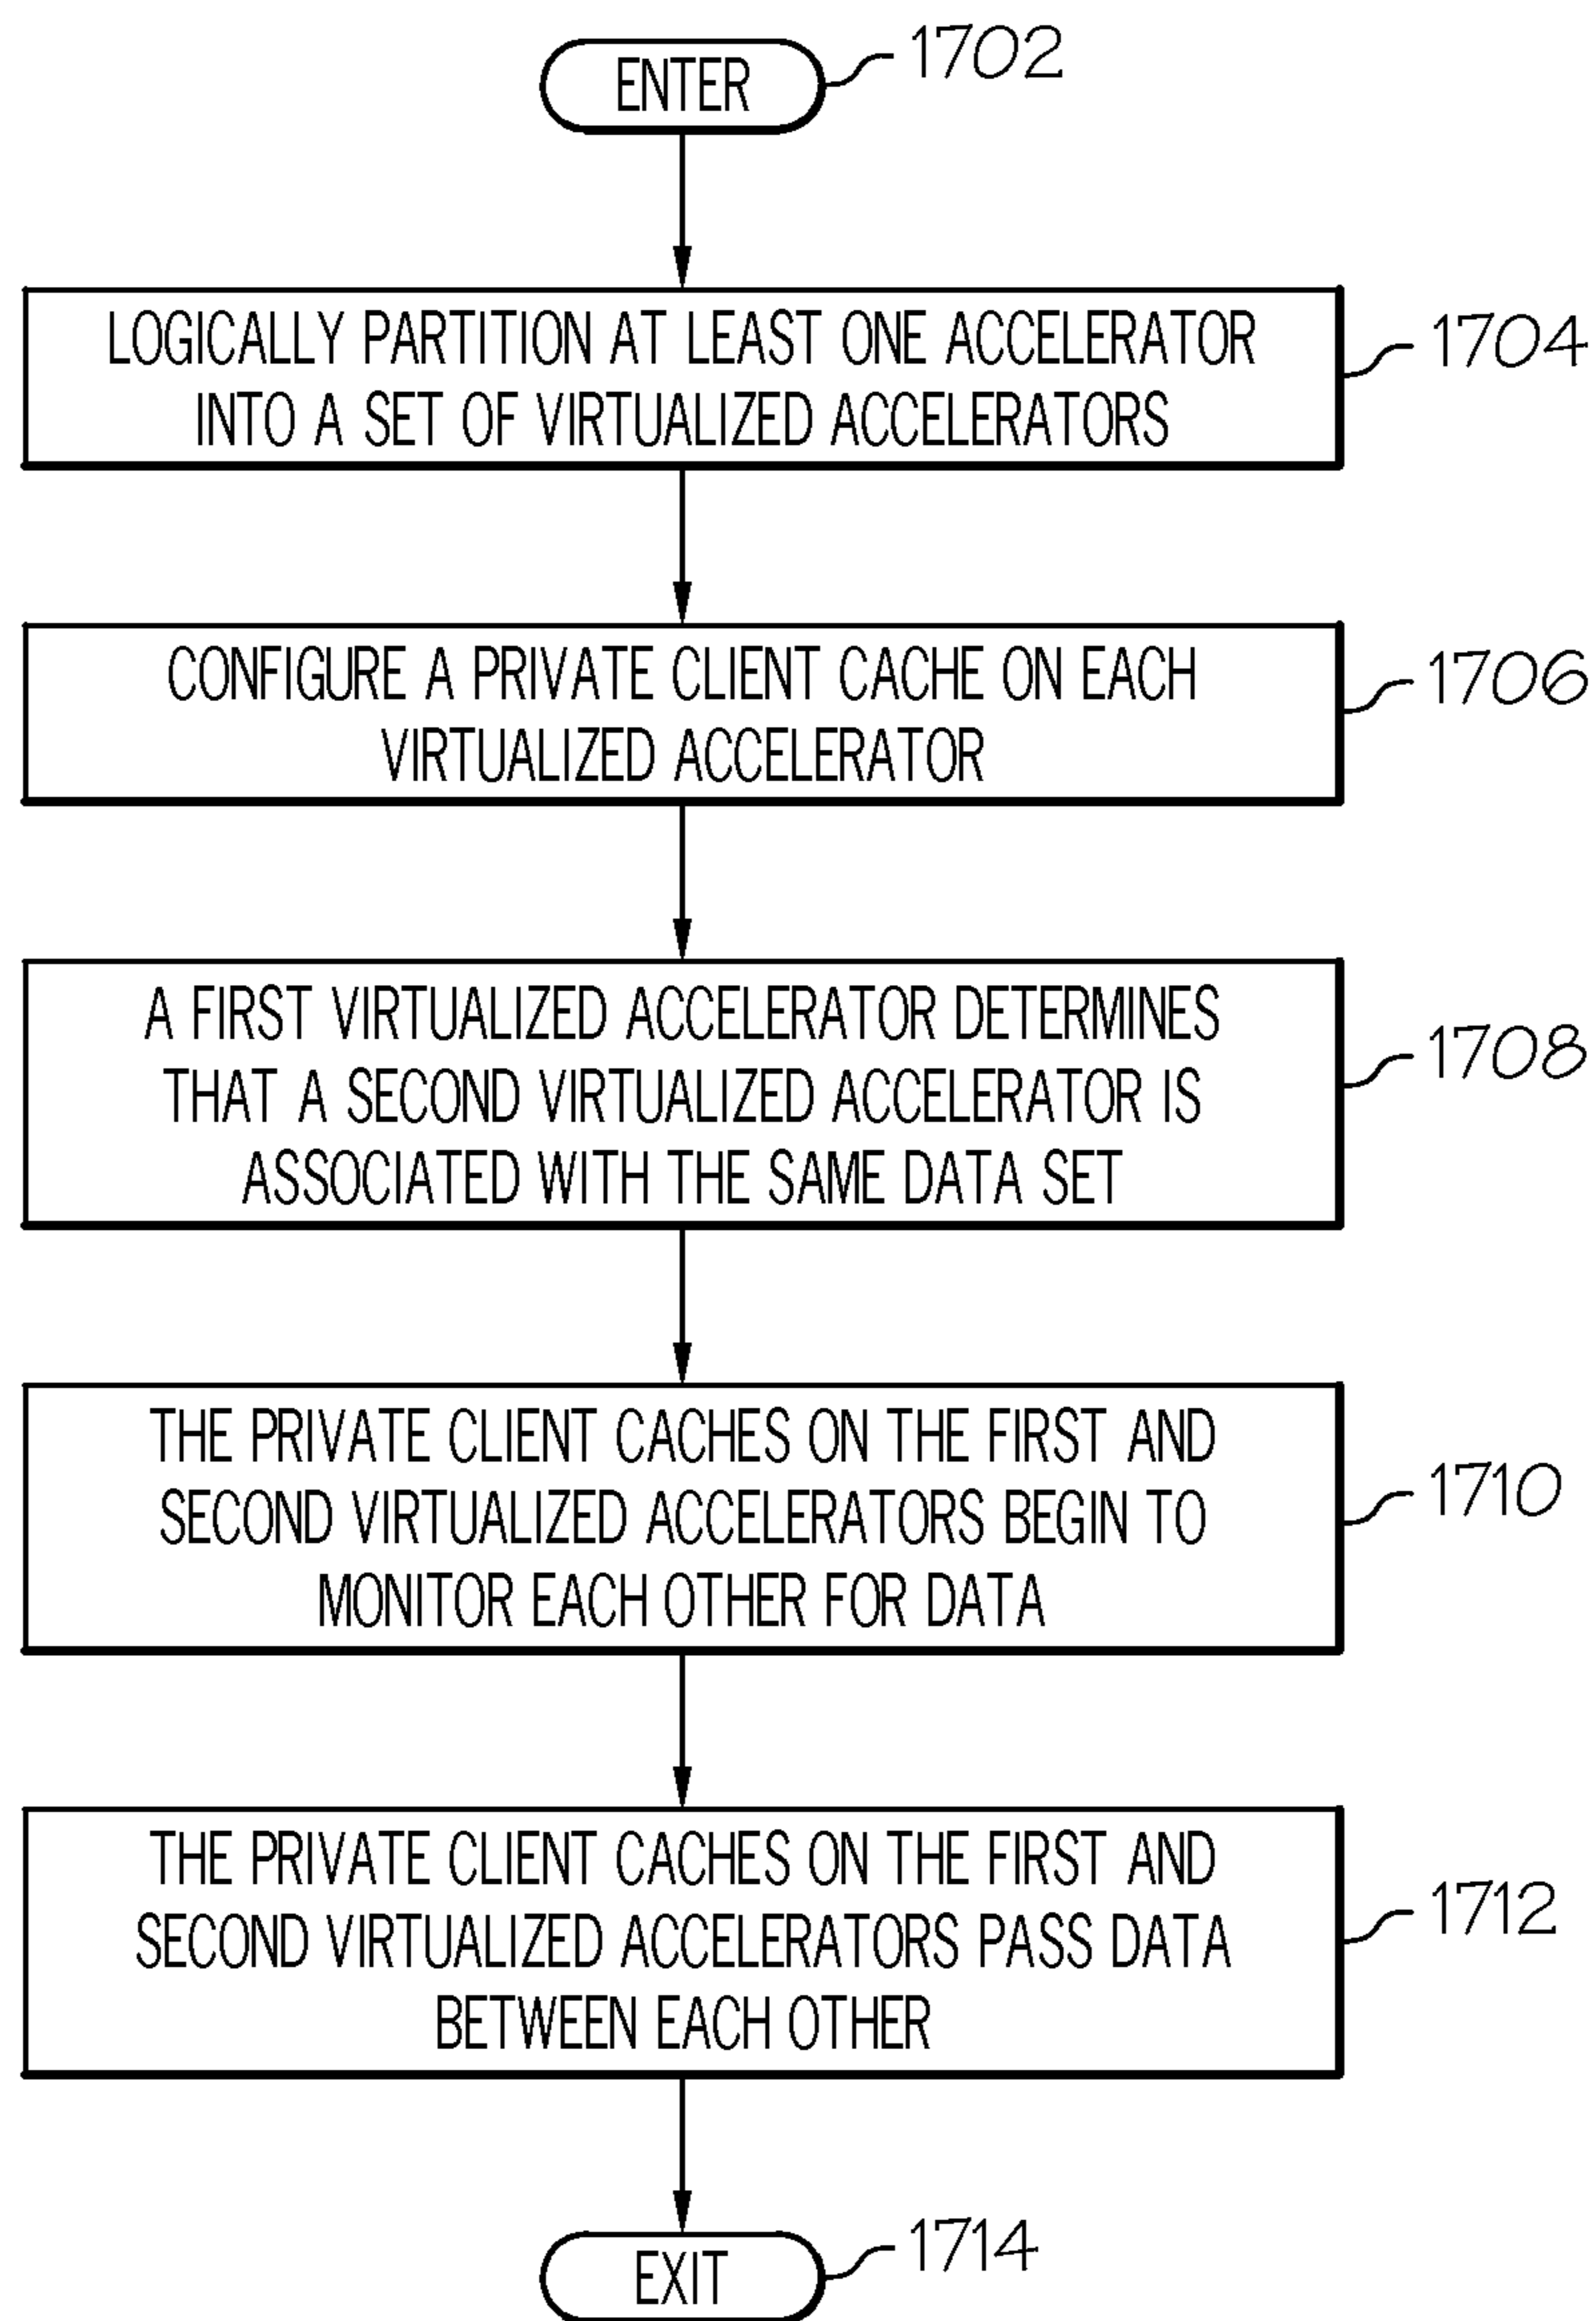 ENTER
1702
LOGICALLY PARTITION AT LEAST ONE ACCELERATOR
INTO A SET OF VIRTUALIZED ACCELERATORS
1704
CONFIGURE A PRIVATE CLIENT CACHE ON EACH
VIRTUALIZED ACCELERATOR
1706
A FIRST VIRTUALIZED ACCELERATOR DETERMINES
THAT A SECOND VIRTUALIZED ACCELERATOR IS
ASSOCIATED WITH THE SAME DATA SET
1708
THE PRIVATE CLIENT CACHES ON THE FIRST AND
SECOND VIRTUALIZED ACCELERATORS BEGIN TO
MONITOR EACH OTHER FOR DATA
1710
THE PRIVATE CLIENT CACHES ON THE FIRST AND
SECOND VIRTUALIZED ACCELERATORS PASS DATA
BETWEEN EACH OTHER
1712
EXIT
1714